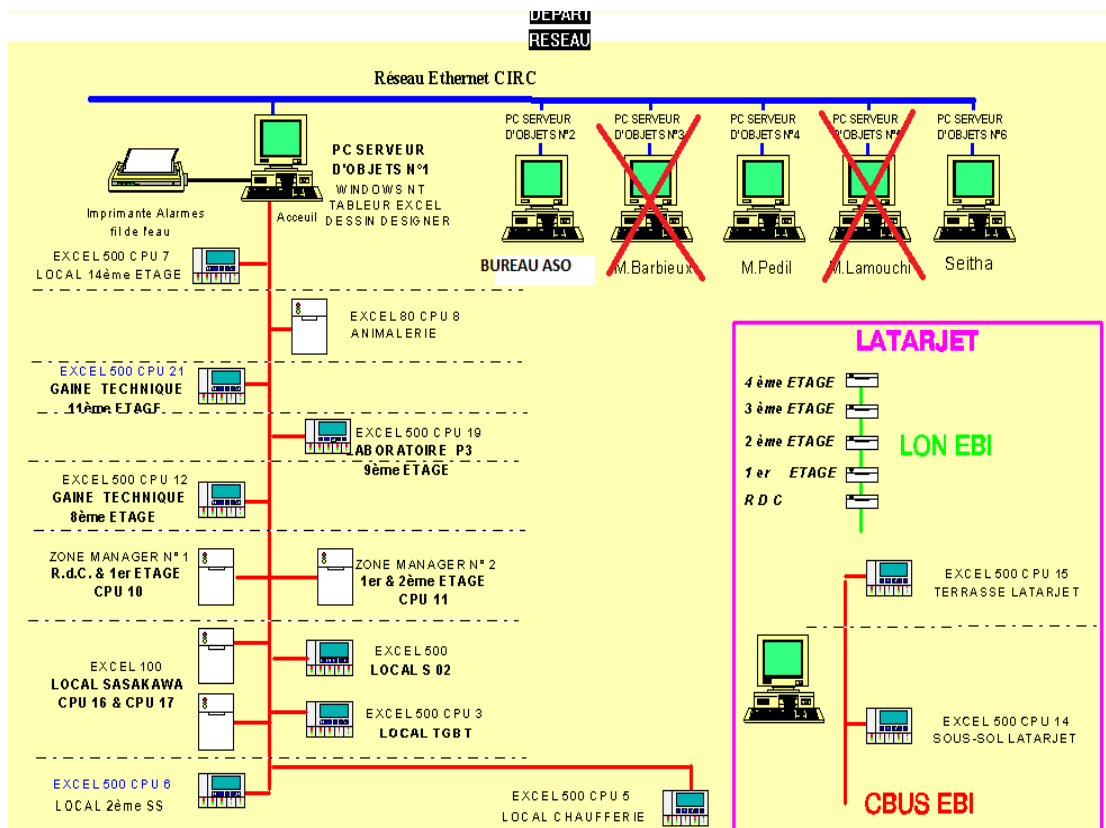 DEPART
RESEAU
Réseau Ethernet CIRC
PC SERVEUR
D'OBJETS N°1
WINDOWS NT
TABLEUR EXCEL
DESSIN DESIGNER
Acceuil
Imprimante Alarmes
fil de l'eau
PC SERVEUR
D'OBJETS N°2
BUREAU ASO
PC SERVEUR
D'OBJETS N°3
M.Barbieux
PC SERVEUR
D'OBJETS N°4
M.Pedil
PC SERVEUR
D'OBJETS N°5
M.Lamouchi
PC SERVEUR
D'OBJETS N°6
Seitha
EXCEL 500 CPU 7
LOCAL 14ème ETAGE
EXCEL 80 CPU 8
ANIMALERIE
EXCEL 500 CPU 21
GAINE TECHNIQUE
11ème ETAGE
EXCEL 500 CPU 19
LABORATOIRE P3
9ème ETAGE
EXCEL 500 CPU 12
GAINE TECHNIQUE
8ème ETAGE
ZONE MANAGER N° 1
R.d.C. & 1er ETAGE
CPU 10
ZONE MANAGER N° 2
1er & 2ème ETAGE
CPU 11
EXCEL 100
LOCAL SASAKAWA
CPU 16 & CPU 17
EXCEL 500
LOCAL S 02
EXCEL 500 CPU 3
LOCAL TGBT
EXCEL 500 CPU 6
LOCAL 2ème SS
EXCEL 500 CPU 5
LOCAL CHAUFFERIE
LATARJET
4 ème ETAGE
3 ème ETAGE
2 ème ETAGE
1 er ETAGE
R D C
LON EBI
EXCEL 500 CPU 15
TERRASSE LATARJET
EXCEL 500 CPU 14
SOUS-SOL LATARJET
CBUS EBI